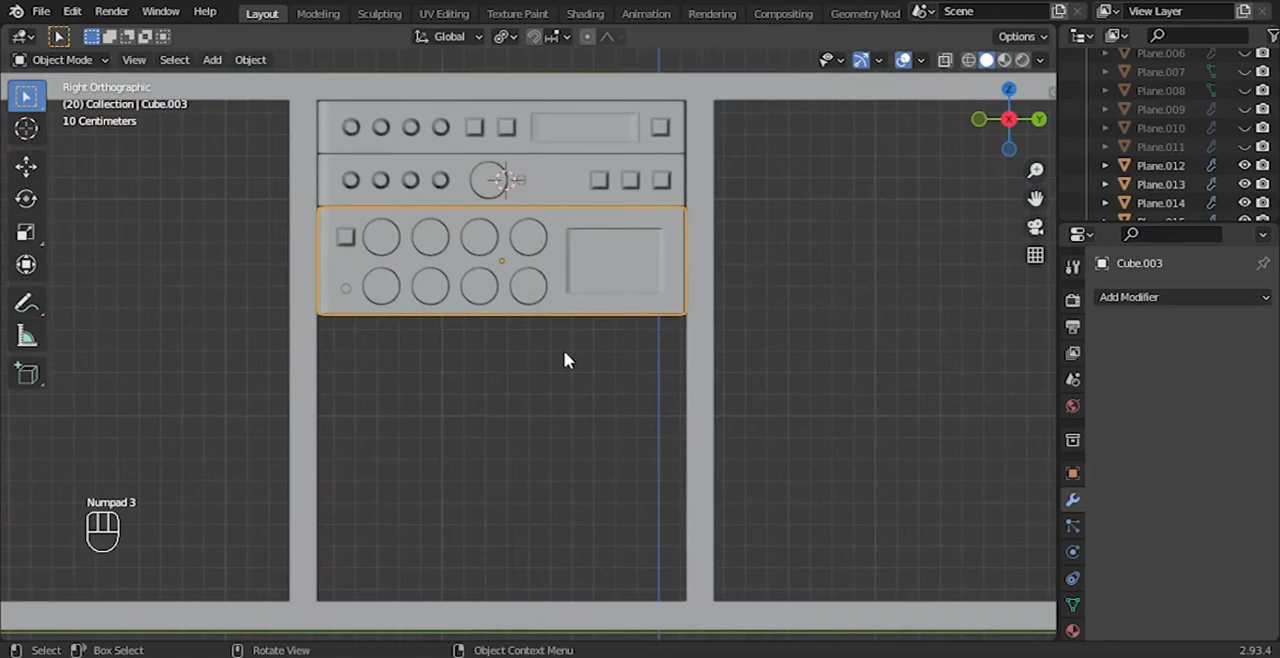 File Edit Render Window Help
Layout Modeling Sculpting UV Editing Texture Paint Shading Animation Rendering Compositing Geometry Nod
Scene
View Layer
Global
Options
Object Mode View Select Add Object
Right Orthographic
(20) Collection | Cube.003
10 Centimeters
Z
Y
X
Plane.006
Plane.007
Plane.008
Plane.009
Plane.010
Plane.011
Plane.012
Plane.013
Plane.014
Cube.003
Add Modifier
Numpad 3
Select Box Select Rotate View Object Context Menu 2.93.4